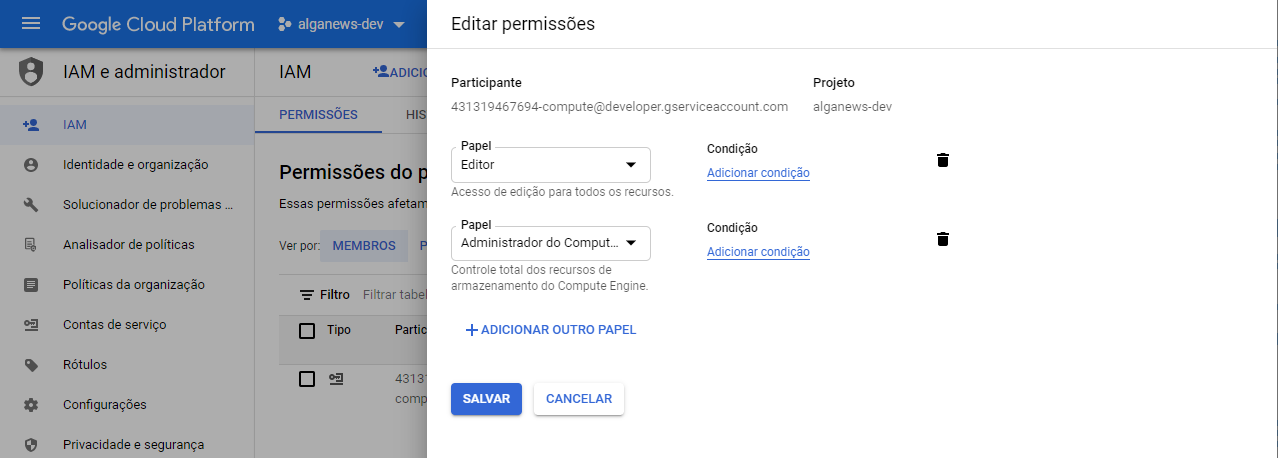 Google Cloud Platform
alganews-dev
IAM e administrador
IAM
Identidade e organização
Solucionador de problemas ...
Analisador de políticas
Políticas da organização
Contas de serviço
Rótulos
Configurações
Privacidade e segurança
IAM
ADICIO
PERMISSÕES
HIS
Permissões do p
Essas permissões afetam
Ver por:
MEMBROS
P
Filtro
Filtrar tabel
Tipo
Partic
4313
comp
Editar permissões
Participante
Projeto
431319467694-compute@developer.gserviceaccount.com
alganews-dev
Papel
Editor
Acesso de edição para todos os recursos.
Condição
Adicionar condição
Papel
Administrador do Comput...
Controle total dos recursos de
armazenamento do Compute Engine.
Condição
Adicionar condição
ADICIONAR OUTRO PAPEL
SALVAR
CANCELAR